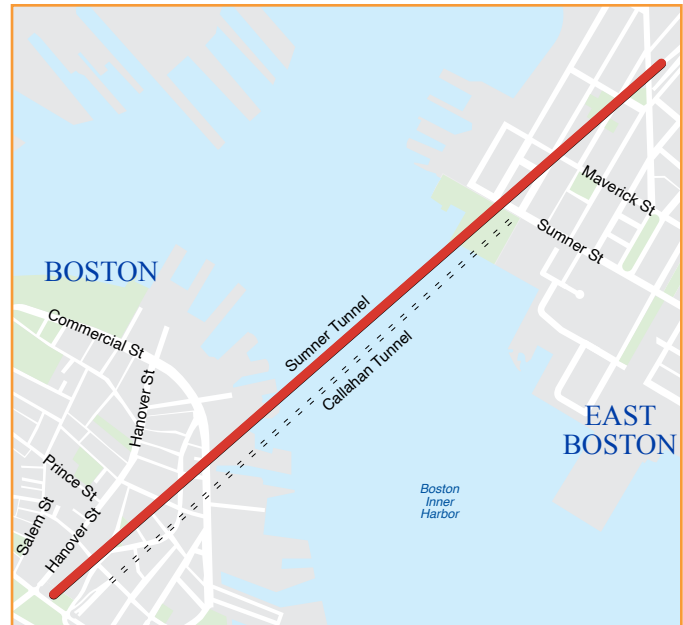 Maverick St
Sumner St
BOSTON
Commercial St
Sumner Tunnel
Callahan Tunnel
Hanover St
EAST
BOSTON
Prince St
Salem St
Hanover St
Boston
Inner
Harbor